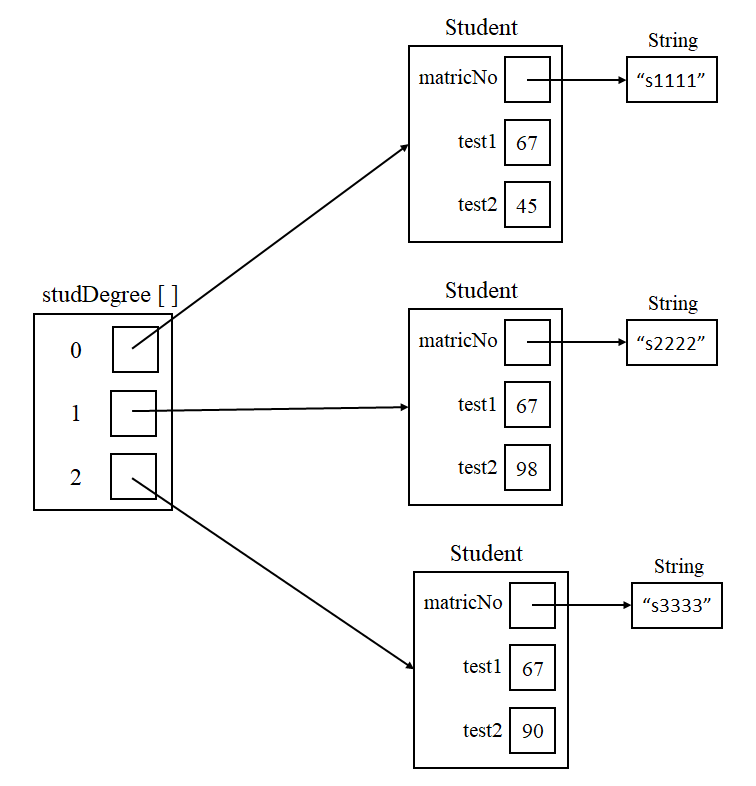 Student
String
matricNo
“s1111”
test1 67
test2 45
studDegree [ ]
0
1
2
Student
String
matricNo
“s2222”
test1 67
test2 98
Student
String
matricNo
“s3333”
test1 67
test2 90